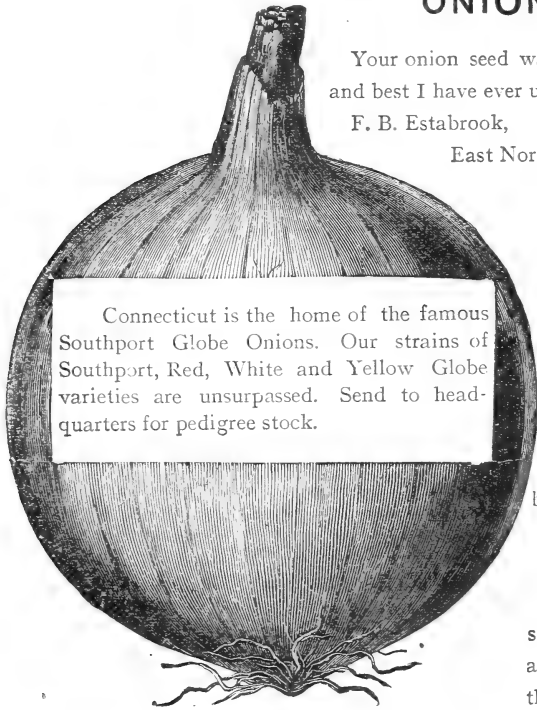 ONION
Your onion seed
and best I have ever
F. B. Estabrook,
East
Connecticut is the home of the famous
Southport Globe Onions. Our strains of
Southport, Red, White and Yellow Globe
varieties are unsurpassed. Send to head-
quarters for pedigree stock.